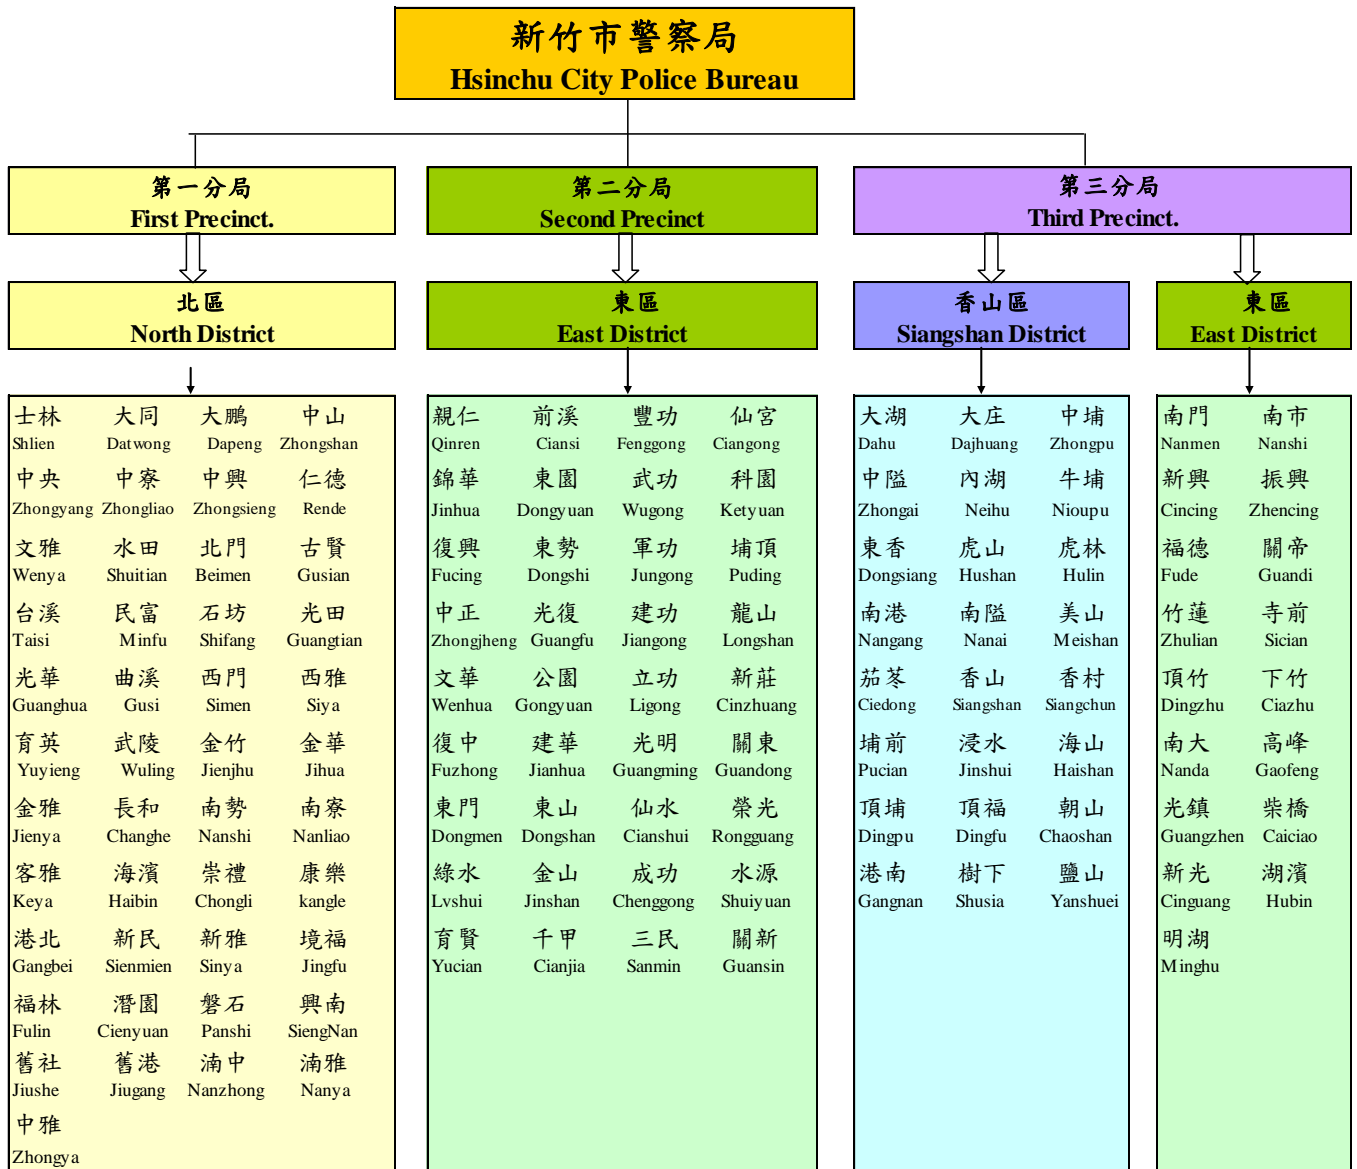 新竹市警察局
Hsinchu City Police Bureau
第一分局
First Precinct.
第二分局
Second Precinct
第三分局
Third Precinct.
北區
North District
東區
East District
香山區
Siangshan District
東區
East District
士林 大同 大鵬 中山
Shlien Datwong Dapeng Zhongshan
中央 中寮 中興 仁德
Zhongyang Zhongliao Zhongsieng Rende
文雅 水田 北門 古賢
Wenya Shuitian Beimen Gusian
台溪 民富 石坊 光田
Taisi Minfu Shifang Guangtian
光華 曲溪 西門 西雅
Guanghua Gusi Simen Siya
育英 武陵 金竹 金華
Yuyieng Wuling Jienjhu Jihua
金雅 長和 南勢 南寮
Jienya Changhe Nanshi Nanliao
客雅 海濱 崇禮 康樂
Keya Haibin Chongli kangle
港北 新民 新雅 境福
Gangbei Sienmien Sinya Jingfu
福林 潛園 磐石 興南
Fulin Cienyuan Panshi SiengNan
舊社 舊港 湳中 湳雅
Jiushe Jiugang Nanzhong Nanya
中雅
Zhongya
親仁 前溪 豐功 仙宮
Qinren Ciansi Fenggong Ciangong
錦華 東園 武功 科園
Jinhua Dongyuan Wugong Ketyuan
復興 東勢 軍功 埔頂
Fucing Dongshi Jungong Puding
中正 光復 建功 龍山
Zhongjheng Guangfu Jiangong Longshan
文華 公園 立功 新莊
Wenhua Gongyuan Ligong Cinzhuang
復中 建華 光明 關東
Fuzhong Jianhua Guangming Guandong
東門 東山 仙水 榮光
Dongmen Dongshan Cianshui Rongguang
綠水 金山 成功 水源
Lvshui Jinshan Chenggong Shuiyuan
育賢 千甲 三民 關新
Yucian Cianjia Sanmin Guansin
大湖 大庄 中埔
Dahu Dajhuang Zhongpu
中隘 內湖 牛埔
Zhongai Neihu Nioupu
東香 虎山 虎林
Dongsiang Hushan Hulin
南港 南隘 美山
Nangang Nanai Meishan
茄苳 香山 香村
Ciedong Siangshan Siangchun
埔前 浸水 海山
Pucian Jinshui Haishan
頂埔 頂福 朝山
Dingpu Dingfu Chaoshan
港南 樹下 鹽山
Gangnan Shusia Yanshuei
南門 南市
Nanmen Nanshi
新興 振興
Cincing Zhencing
福德 關帝
Fude Guandi
竹蓮 寺前
Zhulian Sician
頂竹 下竹
Dingzhu Ciazhu
南大 高峰
Nanda Gaofeng
光鎮 柴橋
Guangzhen Caiciao
新光 湖濱
Cinguang Hubin
明湖
Minghu